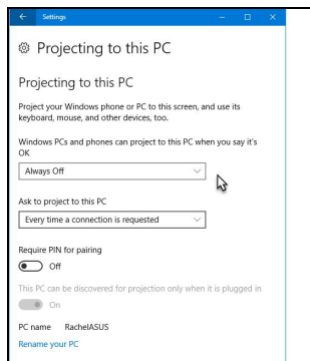 Settings
Projecting to this PC
Projecting to this PC
Project your Windows phone or PC to this screen, and use its
keyboard, mouse, and other devices, too.
Windows PCs and phones can project to this PC when you say it's
OK
Always Off
Ask to project to this PC
Every time a connection is requested
Require PIN for pairing
Off
This PC can be discovered for projection only when it is plugged in
On
PC name RachelASUS
Rename your PC